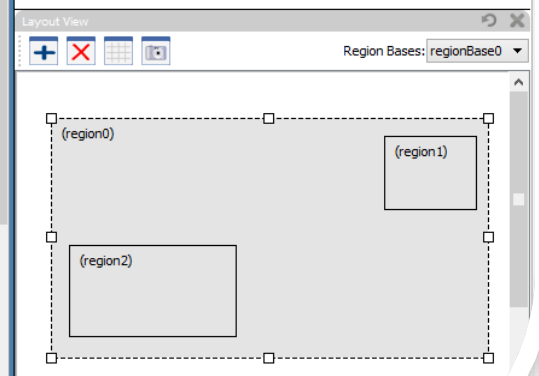 Layout View
Region Bases: regionBase0
(region0)
(region1)
(region2)